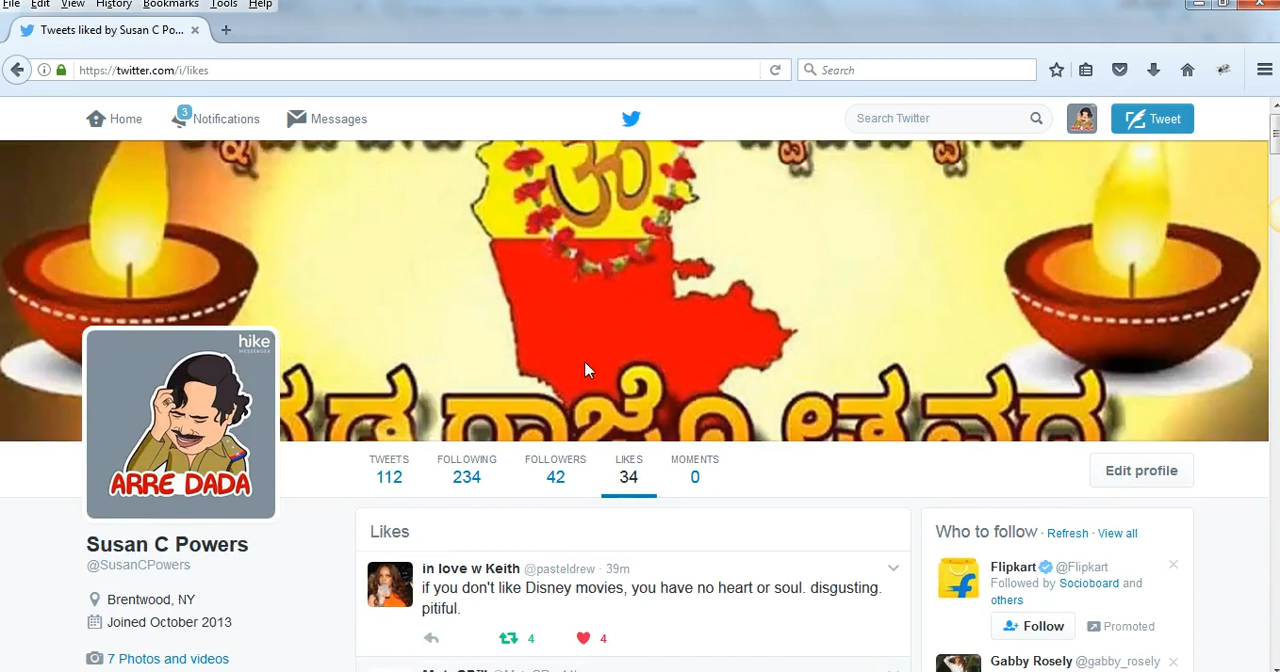 File Edit View History Bookmarks Tools Help
Tweets liked by Susan C Po...
https://twitter.com/i/likes
Search
Home 3 Notifications Messages
Search Twitter
Tweet
hike
MESSENGER
ARRE DADA
TWEETS FOLLOWING FOLLOWERS LIKES MOMENTS
112 234 42 34 0
Edit profile
Susan C Powers
@SusanCPowers
Brentwood, NY
Joined October 2013
7 Photos and videos
Likes
in love w Keith @pasteldrew · 39m
if you don't like Disney movies, you have no heart or soul. disgusting.
pitiful.
4 4
Who to follow · Refresh · View all
Flipkart @Flipkart
Followed by Socioboard and
others
Follow Promoted
Gabby Rosely @gabby_rosely